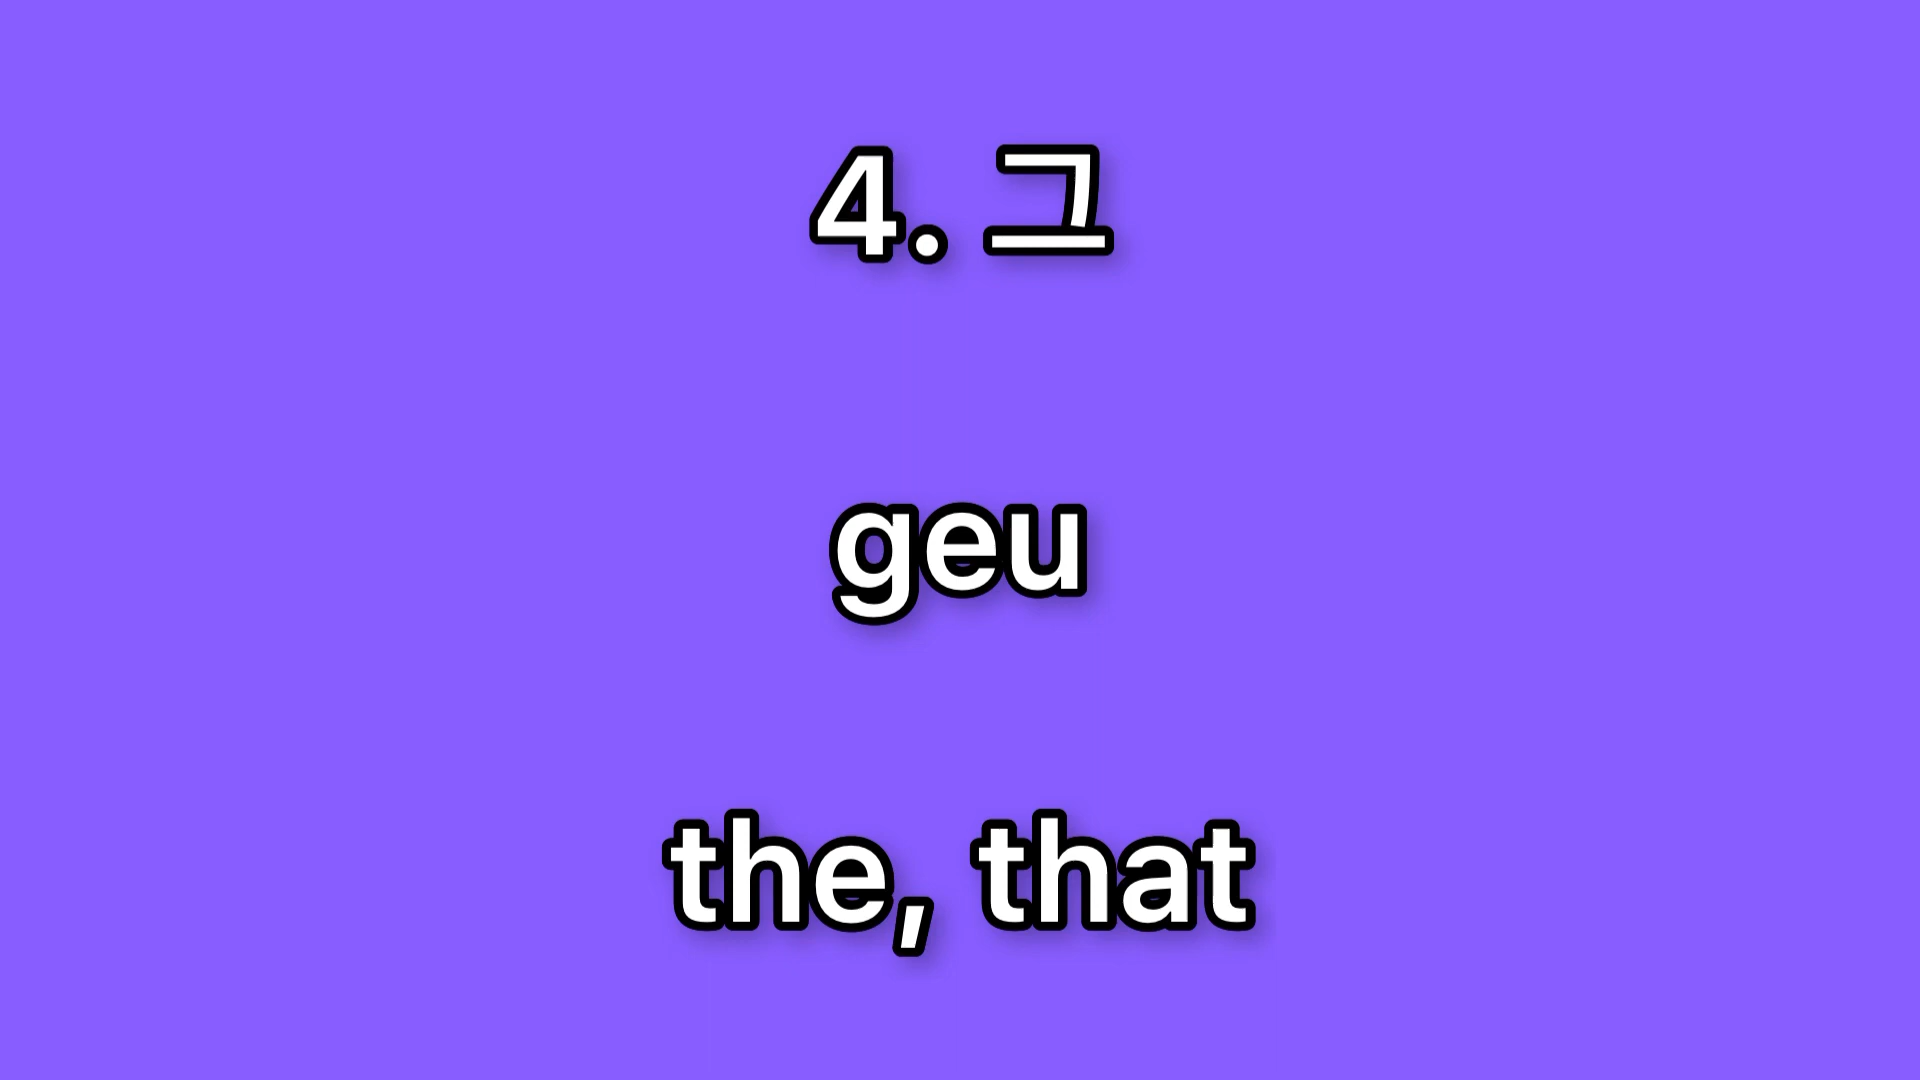 4. 그
geu
the, that